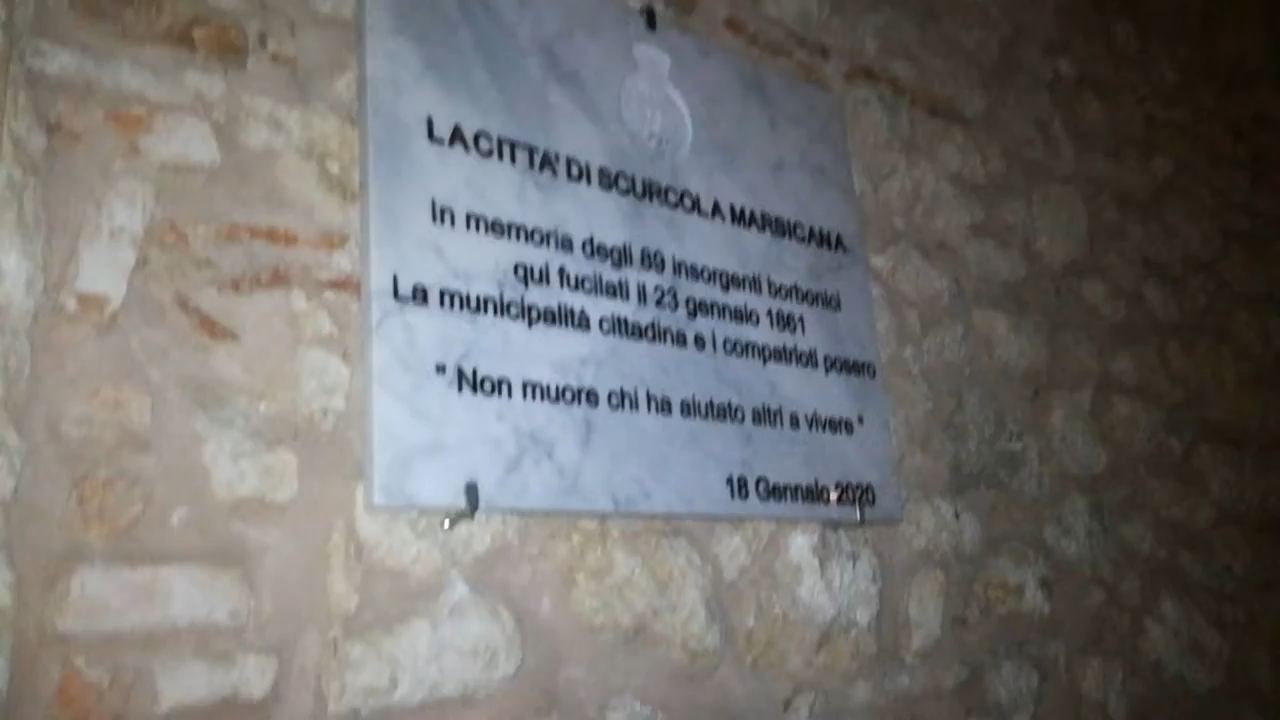 LA CITTA' DI SCURCOLA MARSICANA
In memoria degli 89 insorgenti borbonici
qui fucilati il 23 gennaio 1861
La municipalità cittadina e i compatrioti posero
" Non muore chi ha aiutato altri a vivere "
18 Gennaio 2020